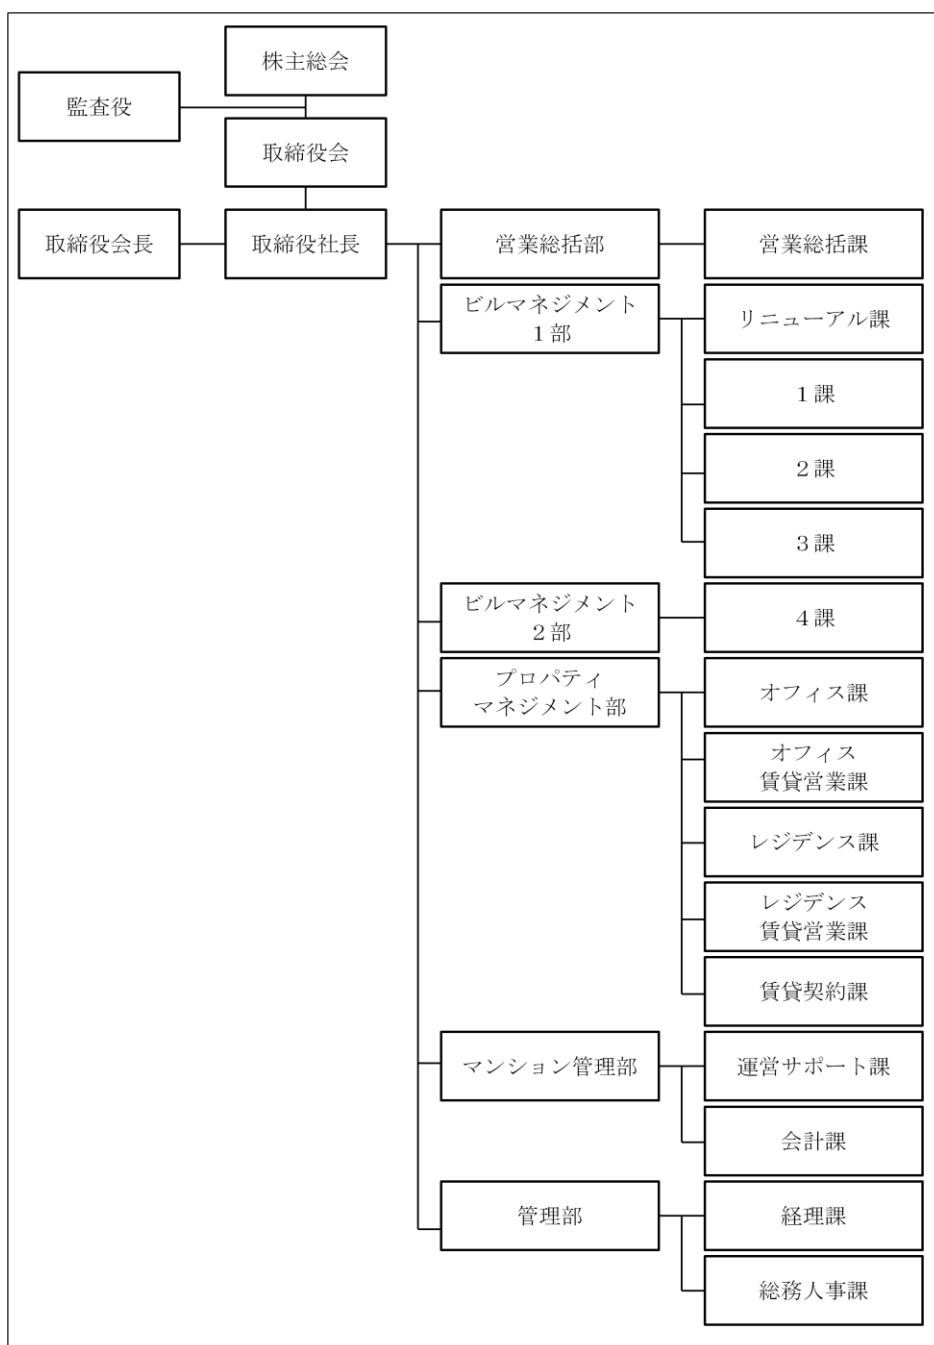 株主総会
監査役
取締役会
取締役会長
取締役社長
営業総括部
営業総括課
ビルマネジメント
１部
リニューアル課
１課
２課
３課
ビルマネジメント
２部
４課
プロパティ
マネジメント部
オフィス課
オフィス
賃貸営業課
レジデンス課
レジデンス
賃貸営業課
賃貸契約課
マンション管理部
運営サポート課
会計課
管理部
経理課
総務人事課